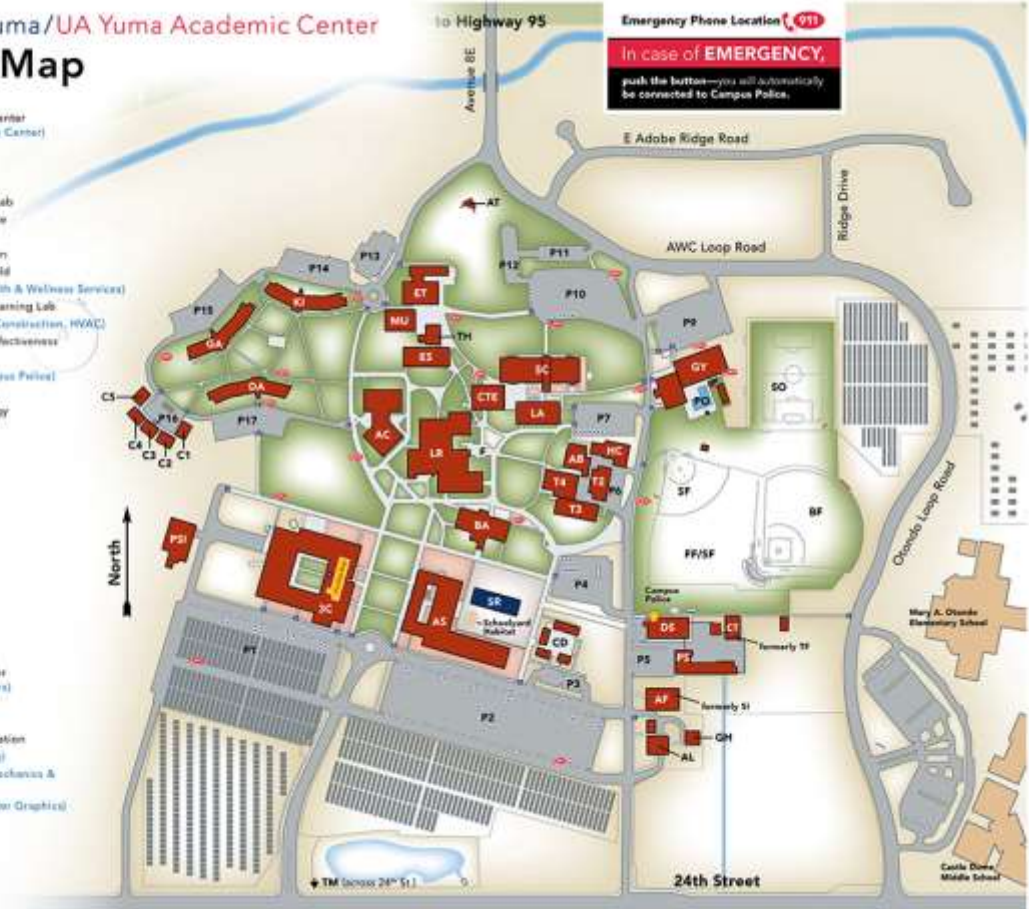 uma/UA Yuma Academic Center
Map
to Highway 95
Emergency Phone Location 911
In case of EMERGENCY,
push the button—you will automatically
be connected to Campus Police.
Avenue 8E
E Adobe Ridge Road
Ridge Drive
AWC Loop Road
enter
Center)
ab
e
n
ld
th & Wellness Services)
arning Lab
Construction, HVAC)
fectiveness
pus Police)
gy
AT
P13
P14
P12
P11
P10
P15
KI
ET
MU
TH
ES
GA
P9
GY
PO
SO
SC
CTE
LA
P7
DA
C5
P16
P17
C4
C3
C2
C1
AC
LR
F
AB
HC
T4
T2
P6
T3
SF
BF
FF/SF
BA
PSI
North
3C
AS
SR
Schoolyard
Habitat
CD
P4
P3
Campus
Police
DS
CT
formerly TF
P5
PS
AF
formerly SI
GH
AL
P1
P2
Otondo Loop Road
Mary A. Otondo
Elementary School
Castle Dome
Middle School
er
rs)
ation
g)
echanics &
er Graphics)
TM (across 24th St.)
24th Street